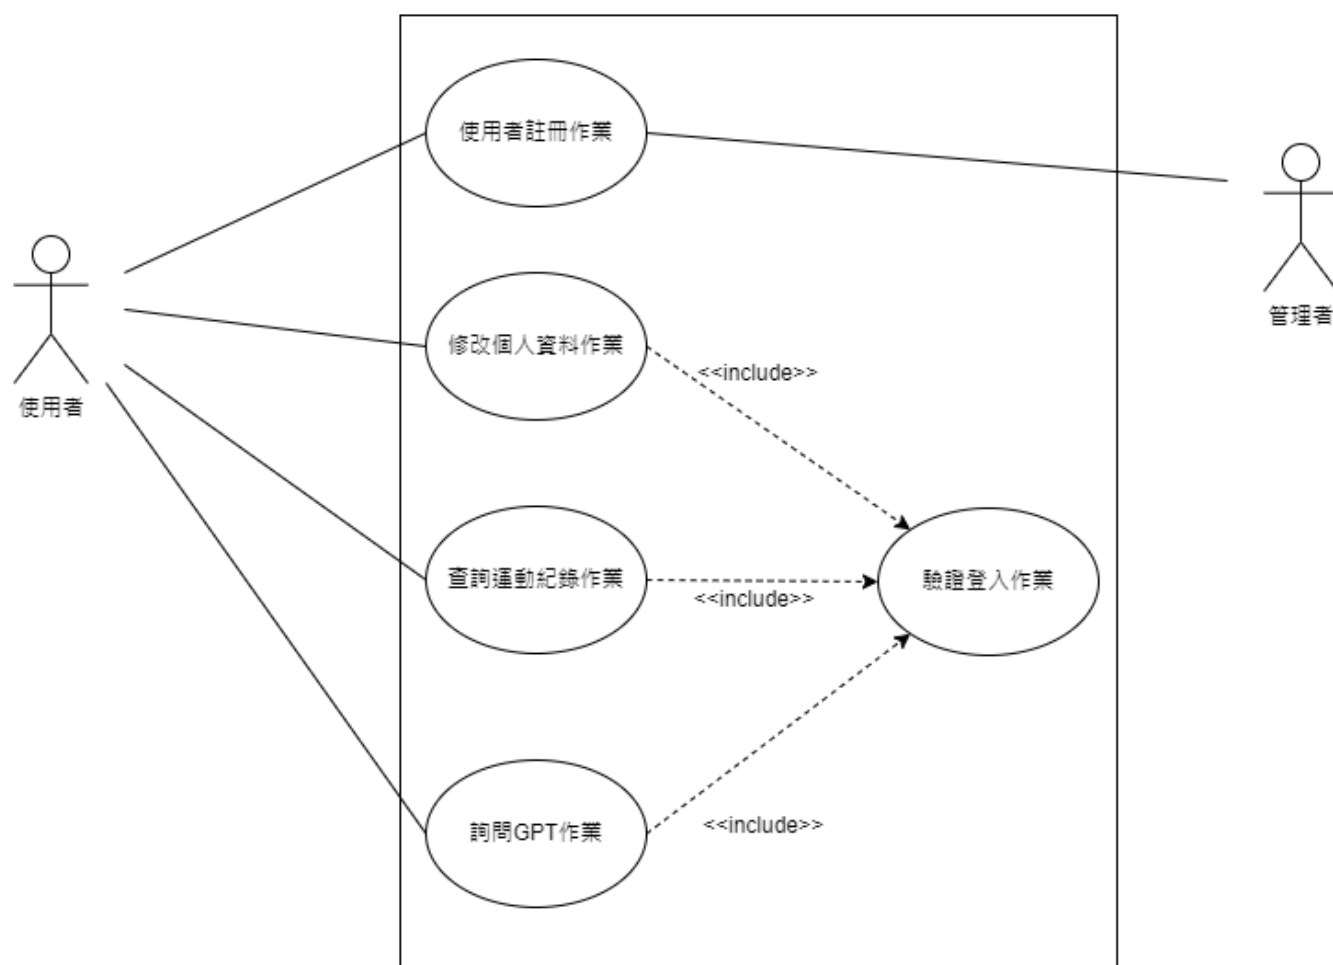 使用者註冊作業
管理者
修改個人資料作業
<<include>>
使用者
查詢運動紀錄作業
<<include>>
驗證登入作業
詢問GPT作業
<<include>>